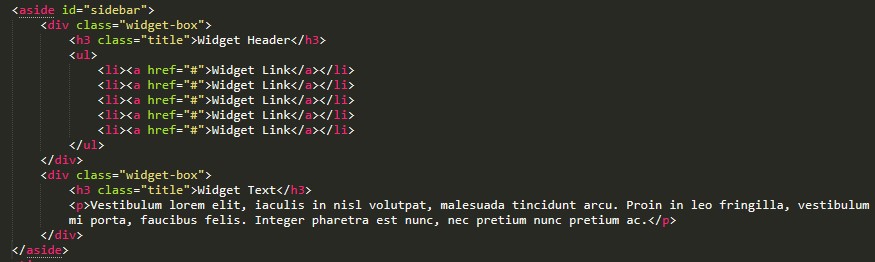 <aside id="sidebar">
<div class="widget-box">
<h3 class="title">Widget Header</h3>
<ul>
<li><a href="#">Widget Link</a></li>
<li><a href="#">Widget Link</a></li>
<li><a href="#">Widget Link</a></li>
<li><a href="#">Widget Link</a></li>
<li><a href="#">Widget Link</a></li>
</ul>
</div>
<div class="widget-box">
<h3 class="title">Widget Text</h3>
<p>Vestibulum lorem elit, iaculis in nisl volutpat, malesuada tincidunt arcu. Proin in leo fringilla, vestibulum
mi porta, faucibus felis. Integer pharetra est nunc, nec pretium nunc pretium ac.</p>
</div>
</aside>